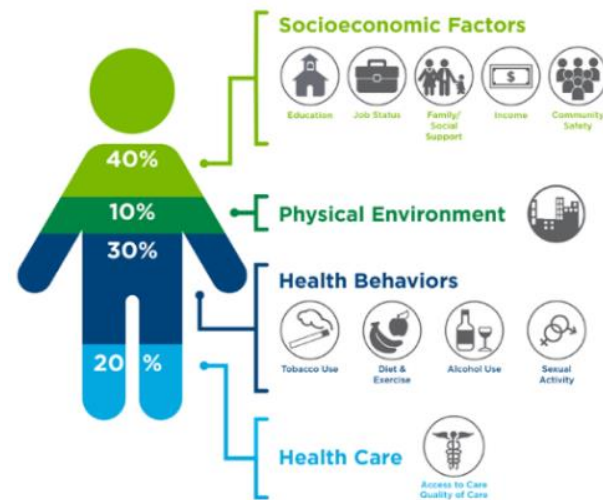 Socioeconomic Factors
$
Education
Job Status
Family/
Social
Support
Income
Community
Safety
40%
10%
Physical Environment
30%
Health Behaviors
Tobacco Use
Diet &
Exercise
Alcohol Use
Sexual
Activity
20 %
Health Care
Access to Care
Quality of Care